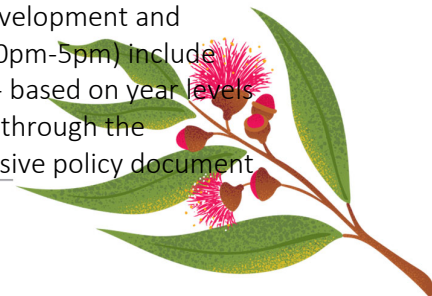 velopment and
0pm-5pm) include
based on year levels
through the
sive policy document